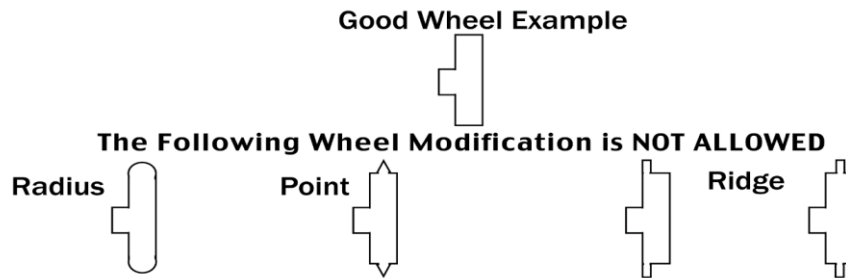 Good Wheel Example
The Following Wheel Modification is NOT ALLOWED
Radius
Point
Ridge